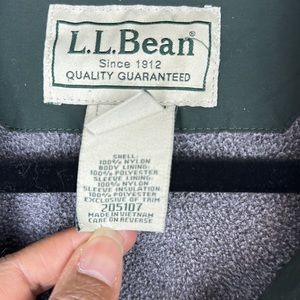 L.L.Bean®
Since 1912
QUALITY GUARANTEED
SHELL:
100% NYLON
BODY LINING:
100% POLYESTER
SLEEVE LINING:
100% NYLON
SLEEVE INSULATION:
100% POLYESTER
EXCLUSIVE OF TRIM
205107
MADE IN VIETNAM
CARE ON REVERSE